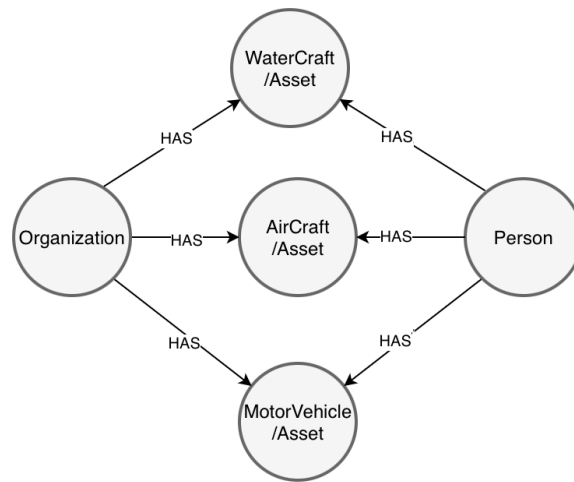 WaterCraft
/Asset
HAS
HAS
Organization
HAS
AirCraft
/Asset
HAS
Person
HAS
HAS
MotorVehicle
/Asset